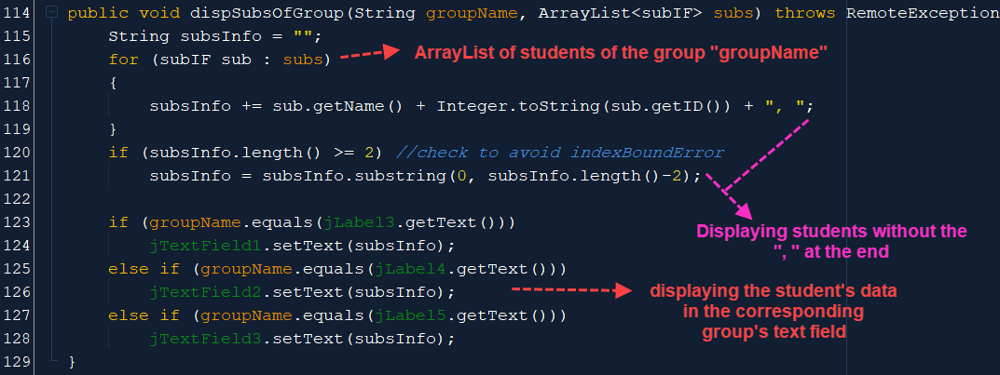 114 public void dispSubsOfGroup(String groupName, ArrayList<subIF> subs) throws RemoteException
115 String subsInfo = "";
116 for (subIF sub : subs) ArrayList of students of the group "groupName"
117 {
118 subsInfo += sub.getName() + Integer.toString(sub.getID()) + ", ";
119 }
120 if (subsInfo.length() >= 2) //check to avoid indexBoundError
121 subsInfo = subsInfo.substring(0, subsInfo.length()-2);
122
123 if (groupName.equals(jLabel3.getText()))
124 jTextField1.setText(subsInfo);
125 else if (groupName.equals(jLabel4.getText()))
126 jTextField2.setText(subsInfo);
127 else if (groupName.equals(jLabel5.getText()))
128 jTextField3.setText(subsInfo);
129 }
Displaying students without the
", " at the end
displaying the student's data
in the corresponding
group's text field